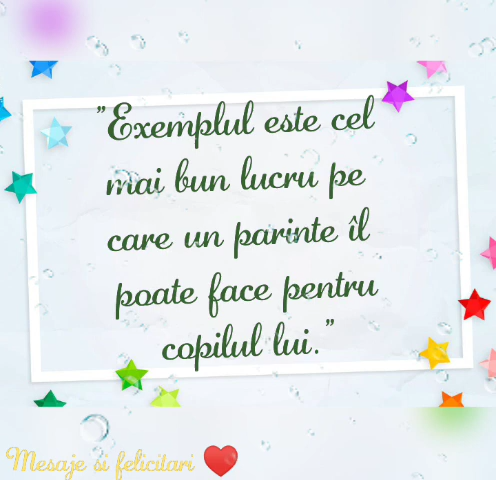 "Exemplul este cel
mai bun lucru pe
care un parinte îl
poate face pentru
copilul lui."
Mesaje si felicitari ❤️